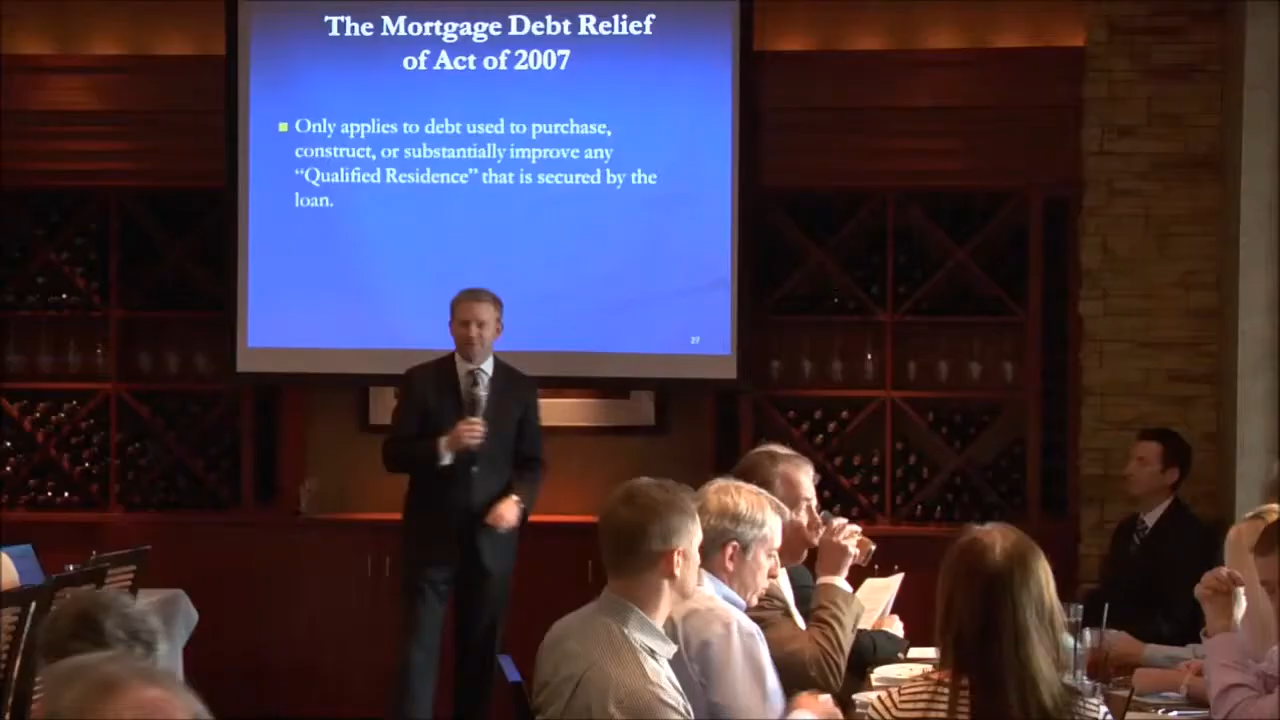 The Mortgage Debt Relief
of Act of 2007
Only applies to debt used to purchase,
construct, or substantially improve any
“Qualified Residence” that is secured by the
loan.
27